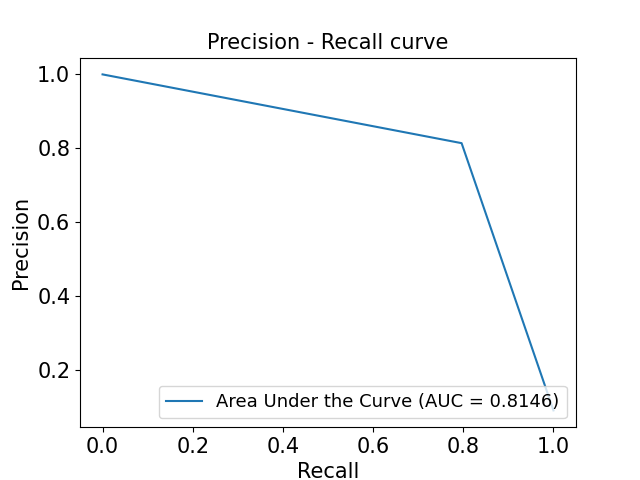 Precision - Recall curve
1.0
0.8
0.6
0.4
0.2
Precision
Area Under the Curve (AUC = 0.8146)
0.0 0.2 0.4 0.6 0.8 1.0
Recall